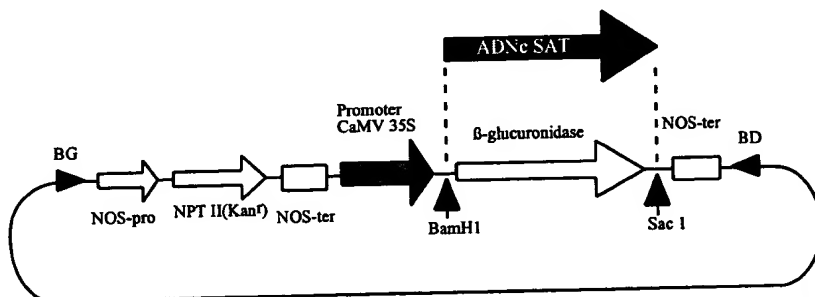 ADNc SAT
Promoter
CaMV 35S
ß-glucuronidase
NOS-ter
BG
BD
NOS-pro
NPT II(Kanʳ)
NOS-ter
BamH1
Sac 1